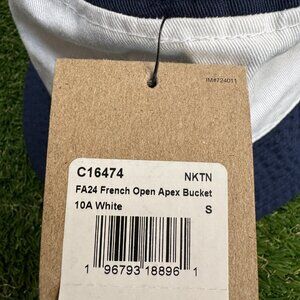 IM#724011
C16474 NKTN
FA24 French Open Apex Bucket
10A White S
1 96793 18896 1